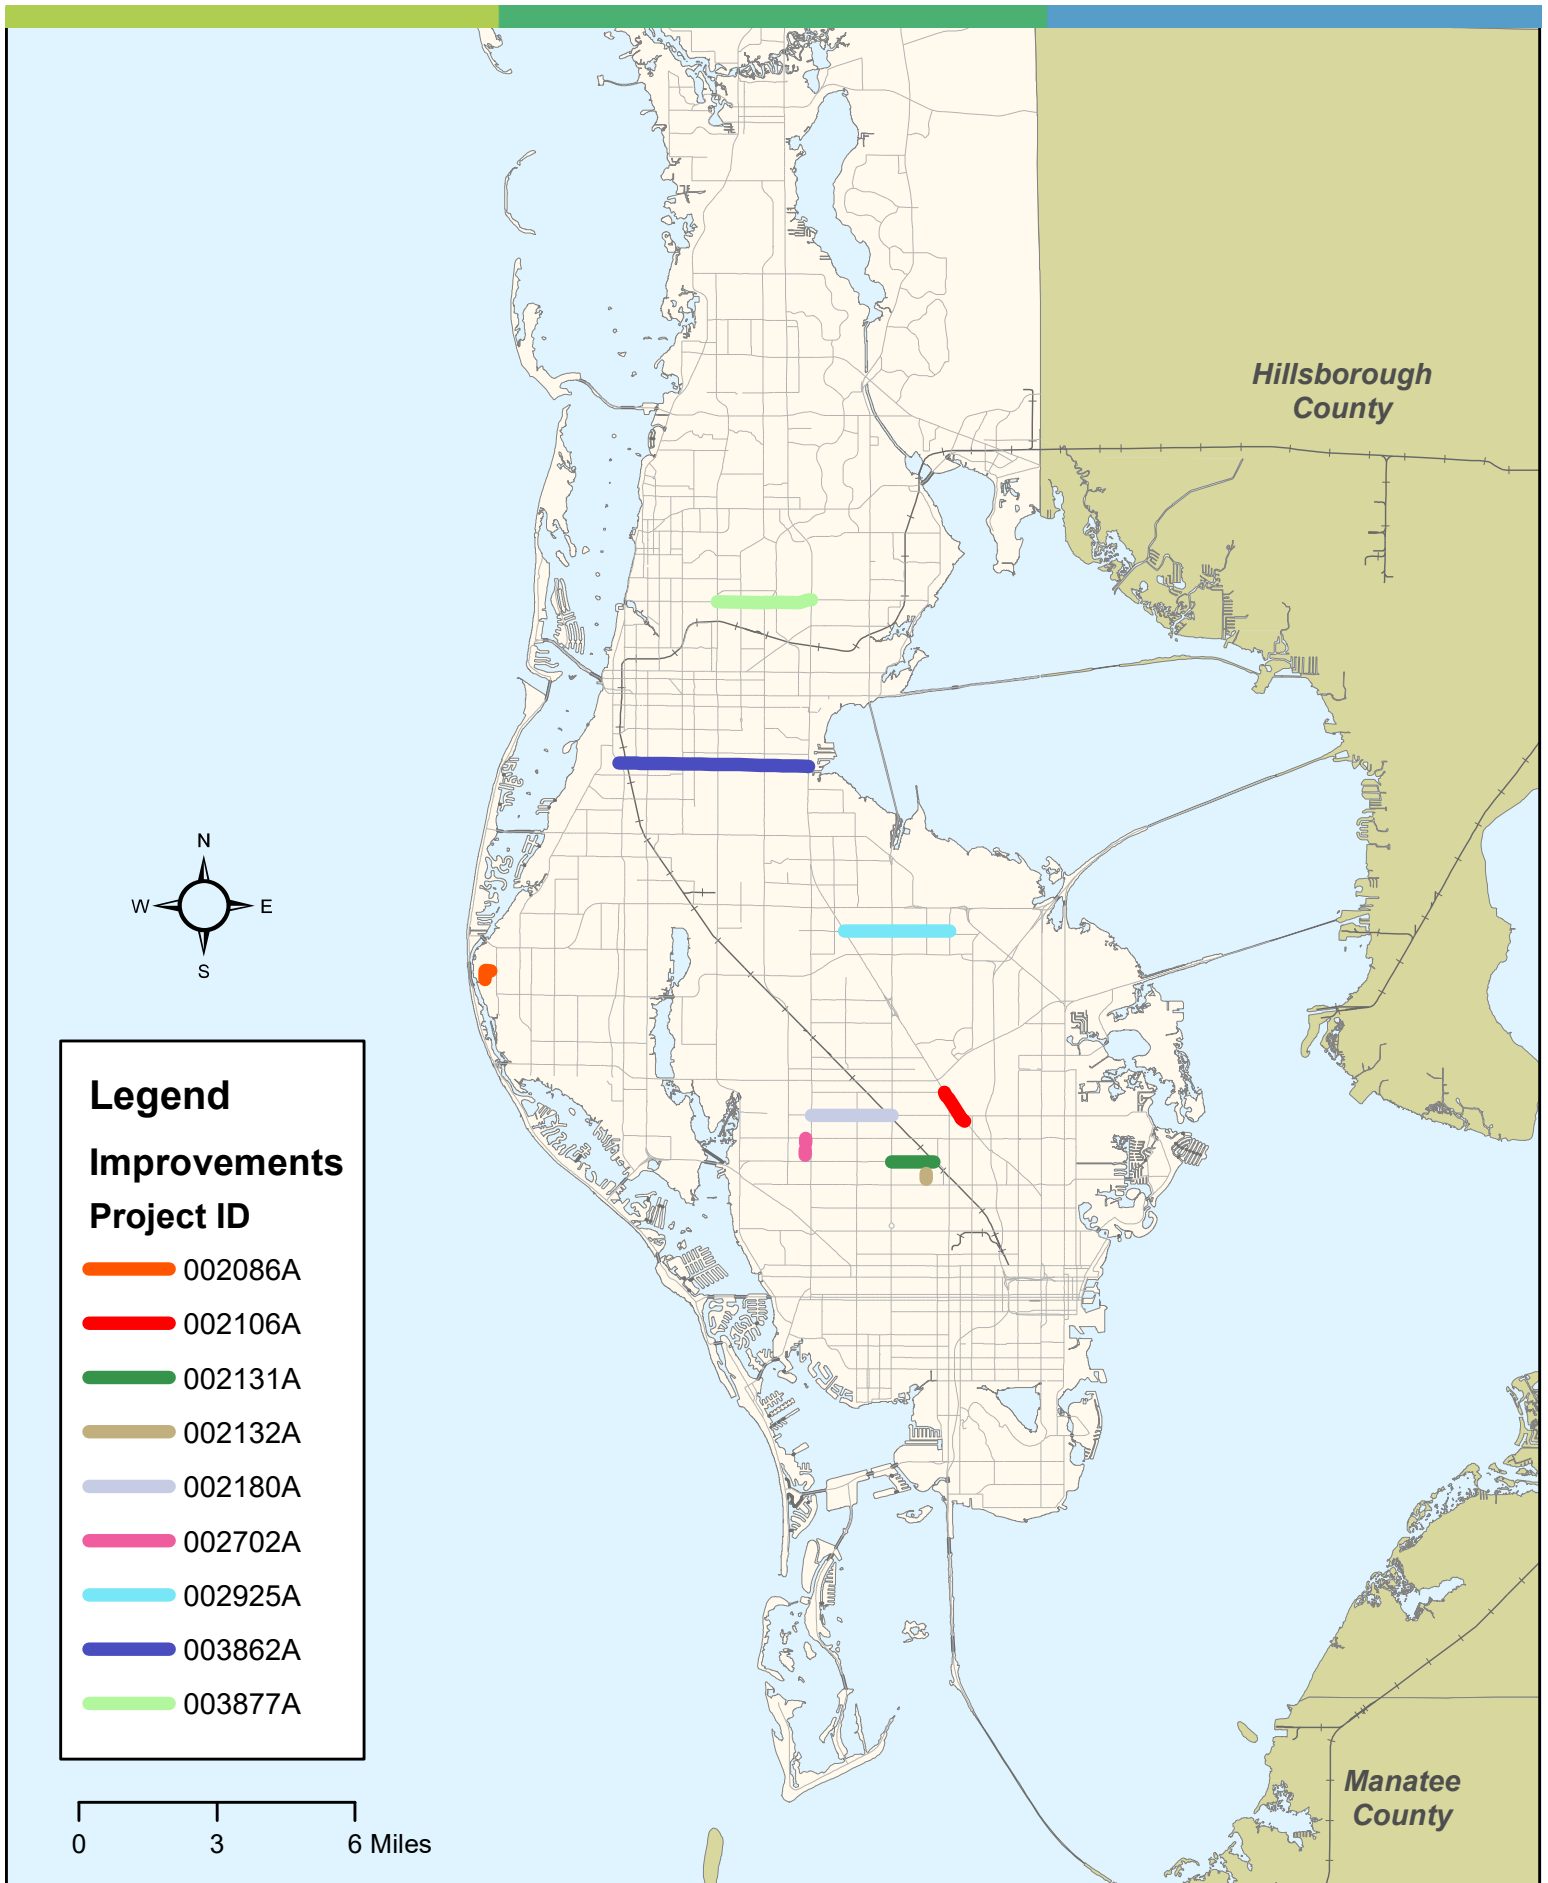 Hillsborough
County
N
W
E
S
Legend
Improvements
Project ID
002086A
002106A
002131A
002132A
002180A
002702A
002925A
003862A
003877A
0 3 6 Miles
Manatee
County